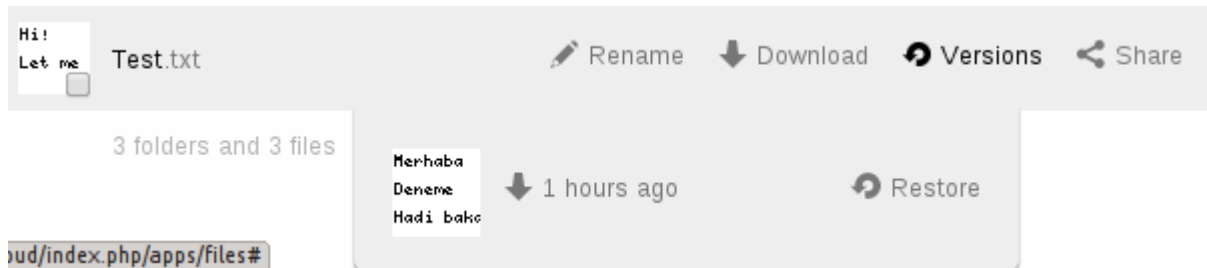 Hi!
Let me
Test.txt
Rename
Download
Versions
Share
3 folders and 3 files
Merhaba
Deneme
Hadi baka
1 hours ago
Restore
oud/index.php/apps/files#